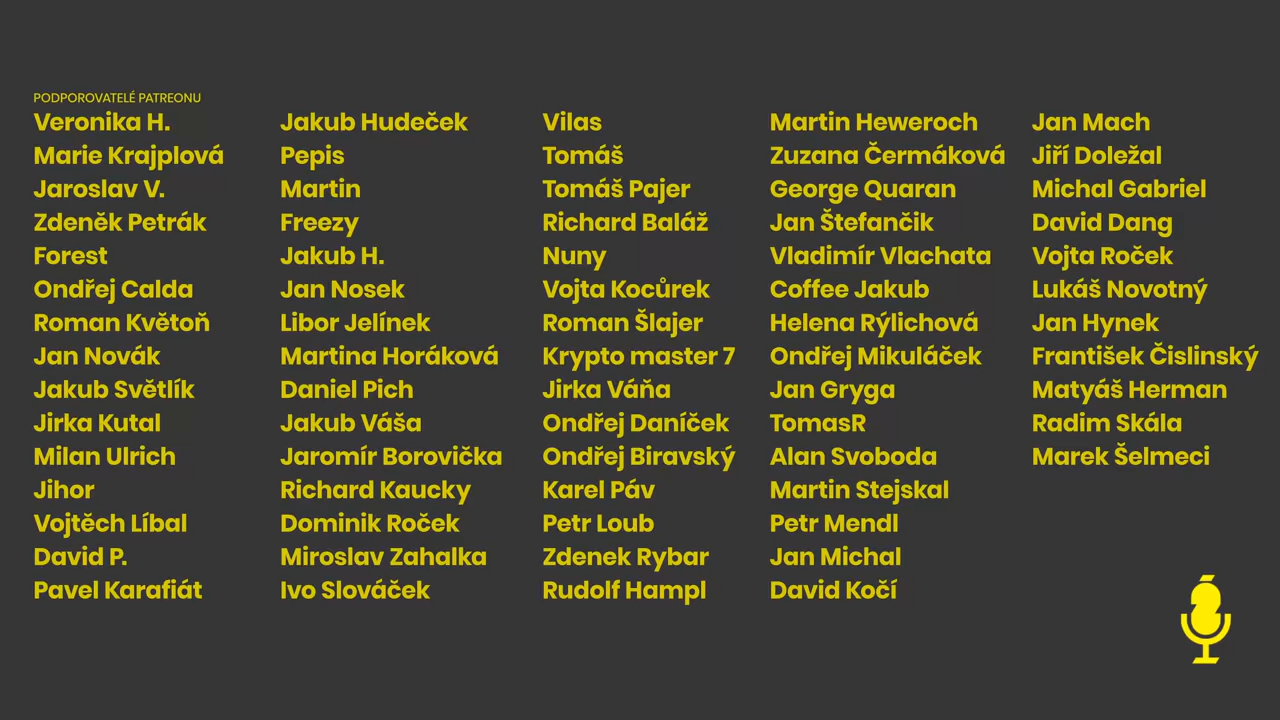 PODPOROVATELÉ PATREONU
Veronika H.
Marie Krajplová
Jaroslav V.
Zdeněk Petrák
Forest
Ondřej Calda
Roman Květoň
Jan Novák
Jakub Světlík
Jirka Kutal
Milan Ulrich
Jihor
Vojtěch Líbal
David P.
Pavel Karafiát
Jakub Hudeček
Pepis
Martin
Freezy
Jakub H.
Jan Nosek
Libor Jelínek
Martina Horáková
Daniel Pich
Jakub Váša
Jaromír Borovička
Richard Kaucky
Dominik Roček
Miroslav Zahalka
Ivo Slováček
Vilas
Tomáš
Tomáš Pajer
Richard Baláž
Nuny
Vojta Kocůrek
Roman Šlajer
Krypto master 7
Jirka Váňa
Ondřej Daníček
Ondřej Biravský
Karel Páv
Petr Loub
Zdenek Rybar
Rudolf Hampl
Martin Heweroch
Zuzana Čermáková
George Quaran
Jan Štefančik
Vladimír Vlachata
Coffee Jakub
Helena Rýlichová
Ondřej Mikuláček
Jan Gryga
TomasR
Alan Svoboda
Martin Stejskal
Petr Mendl
Jan Michal
David Kočí
Jan Mach
Jiří Doležal
Michal Gabriel
David Dang
Vojta Roček
Lukáš Novotný
Jan Hynek
František Čislinský
Matyáš Herman
Radim Skála
Marek Šelmeci